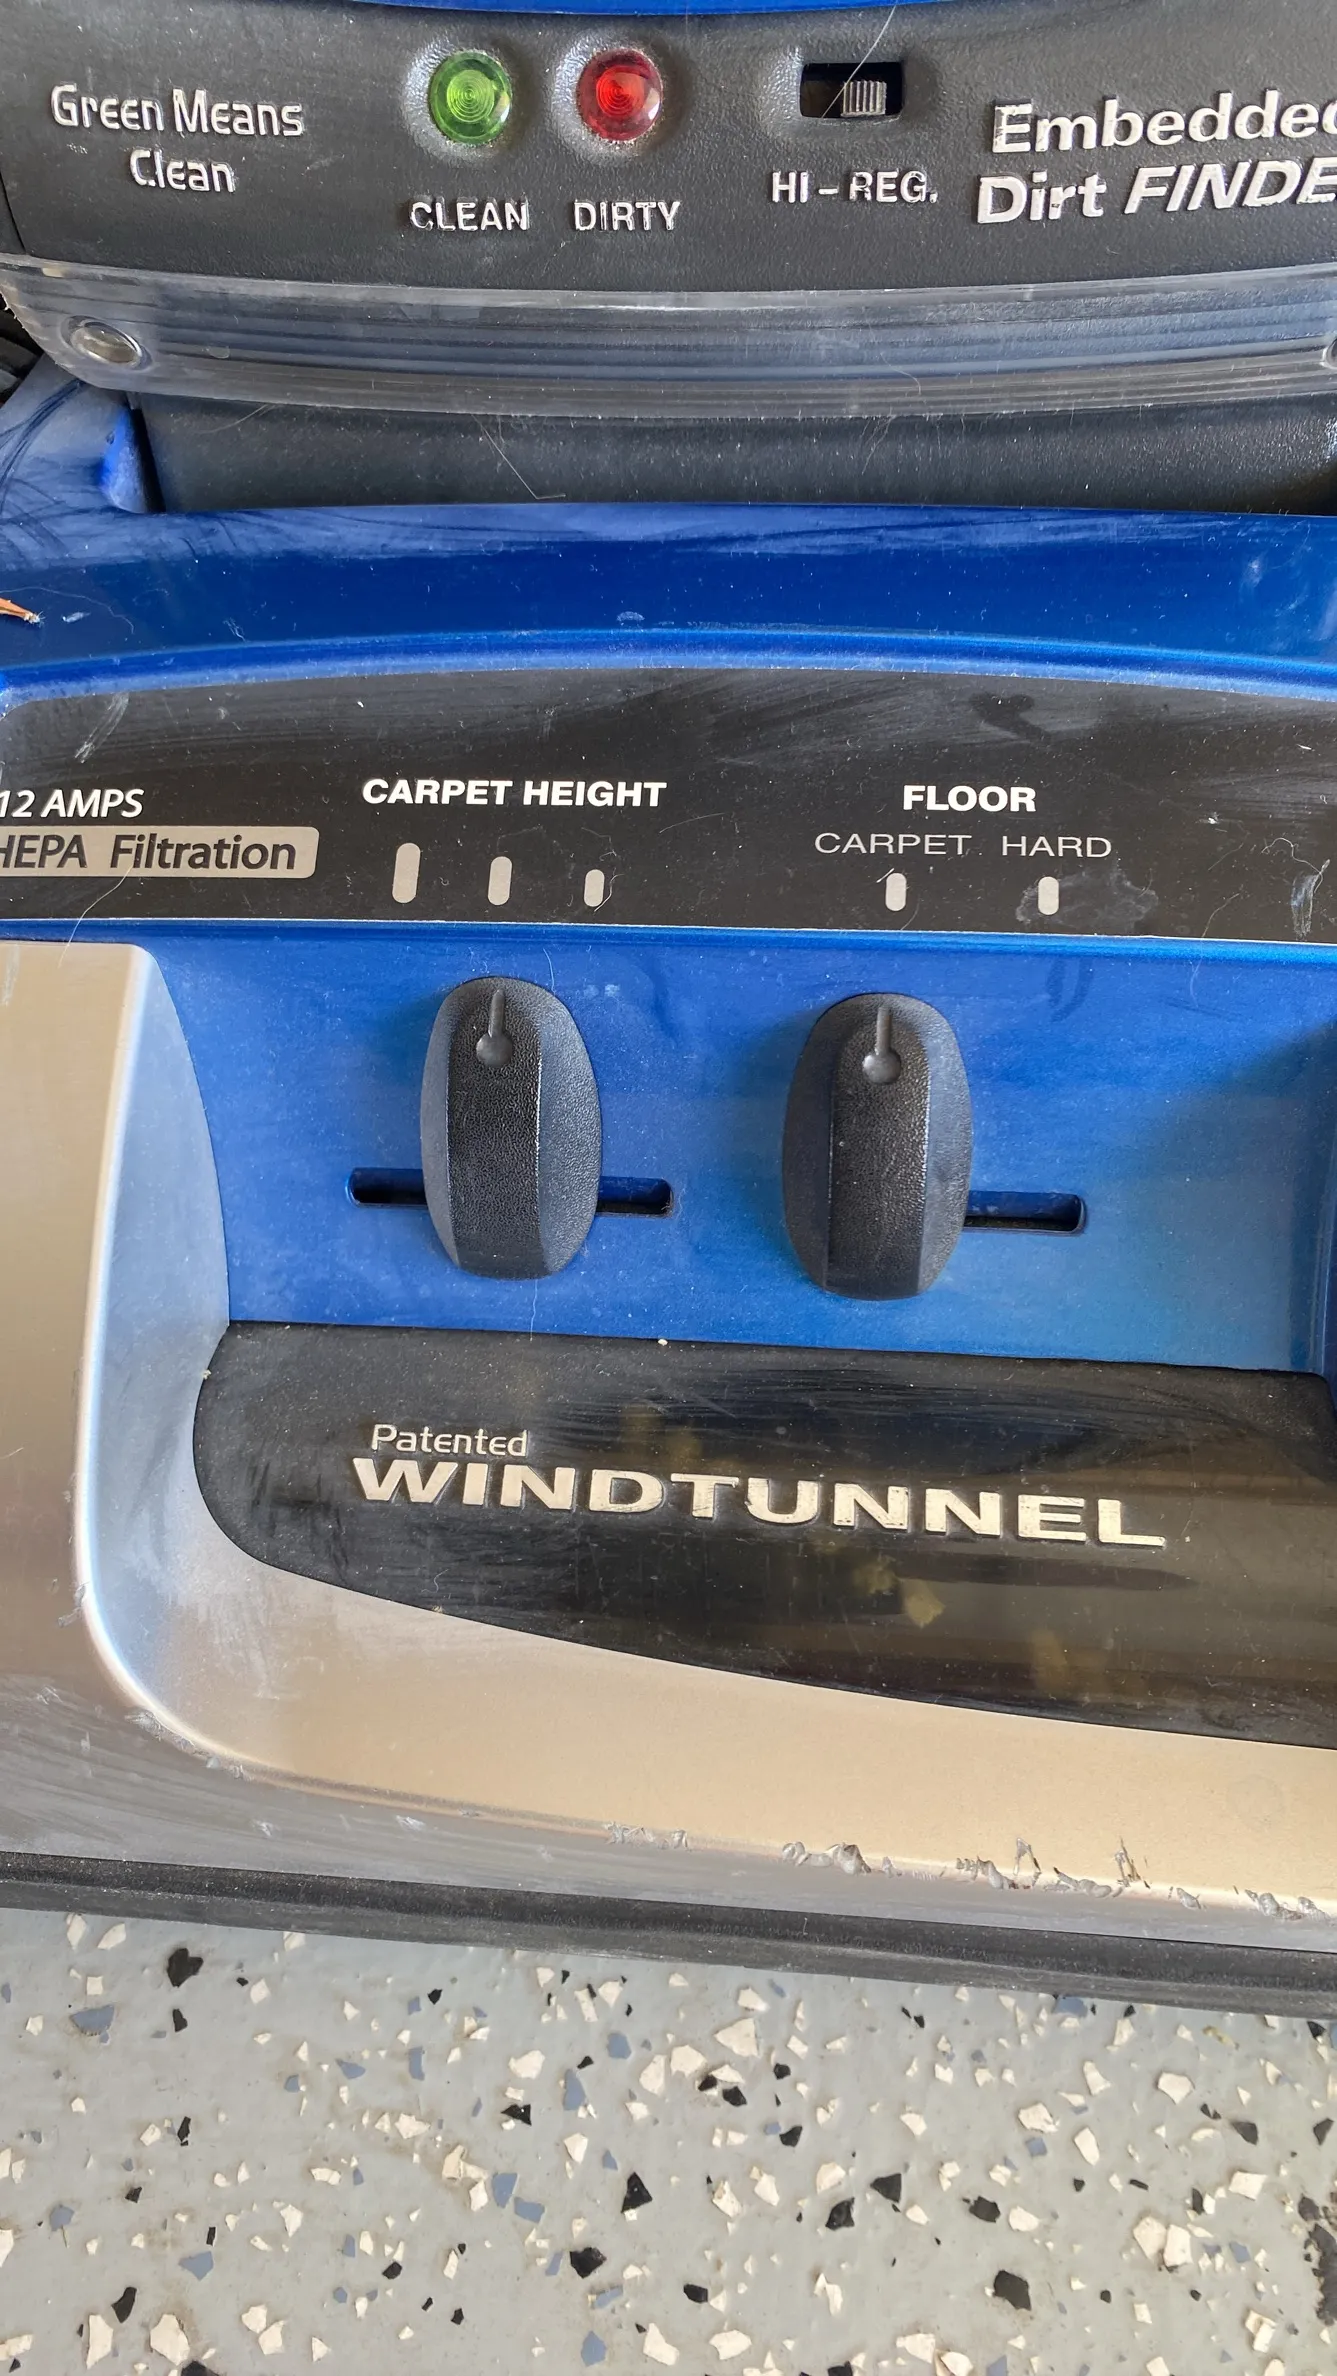 Green Means
Clean
CLEAN DIRTY
HI - REG.
Embedded
Dirt FINDE
12 AMPS
HEPA Filtration
CARPET HEIGHT
FLOOR
CARPET HARD
Patented
WINDTUNNEL